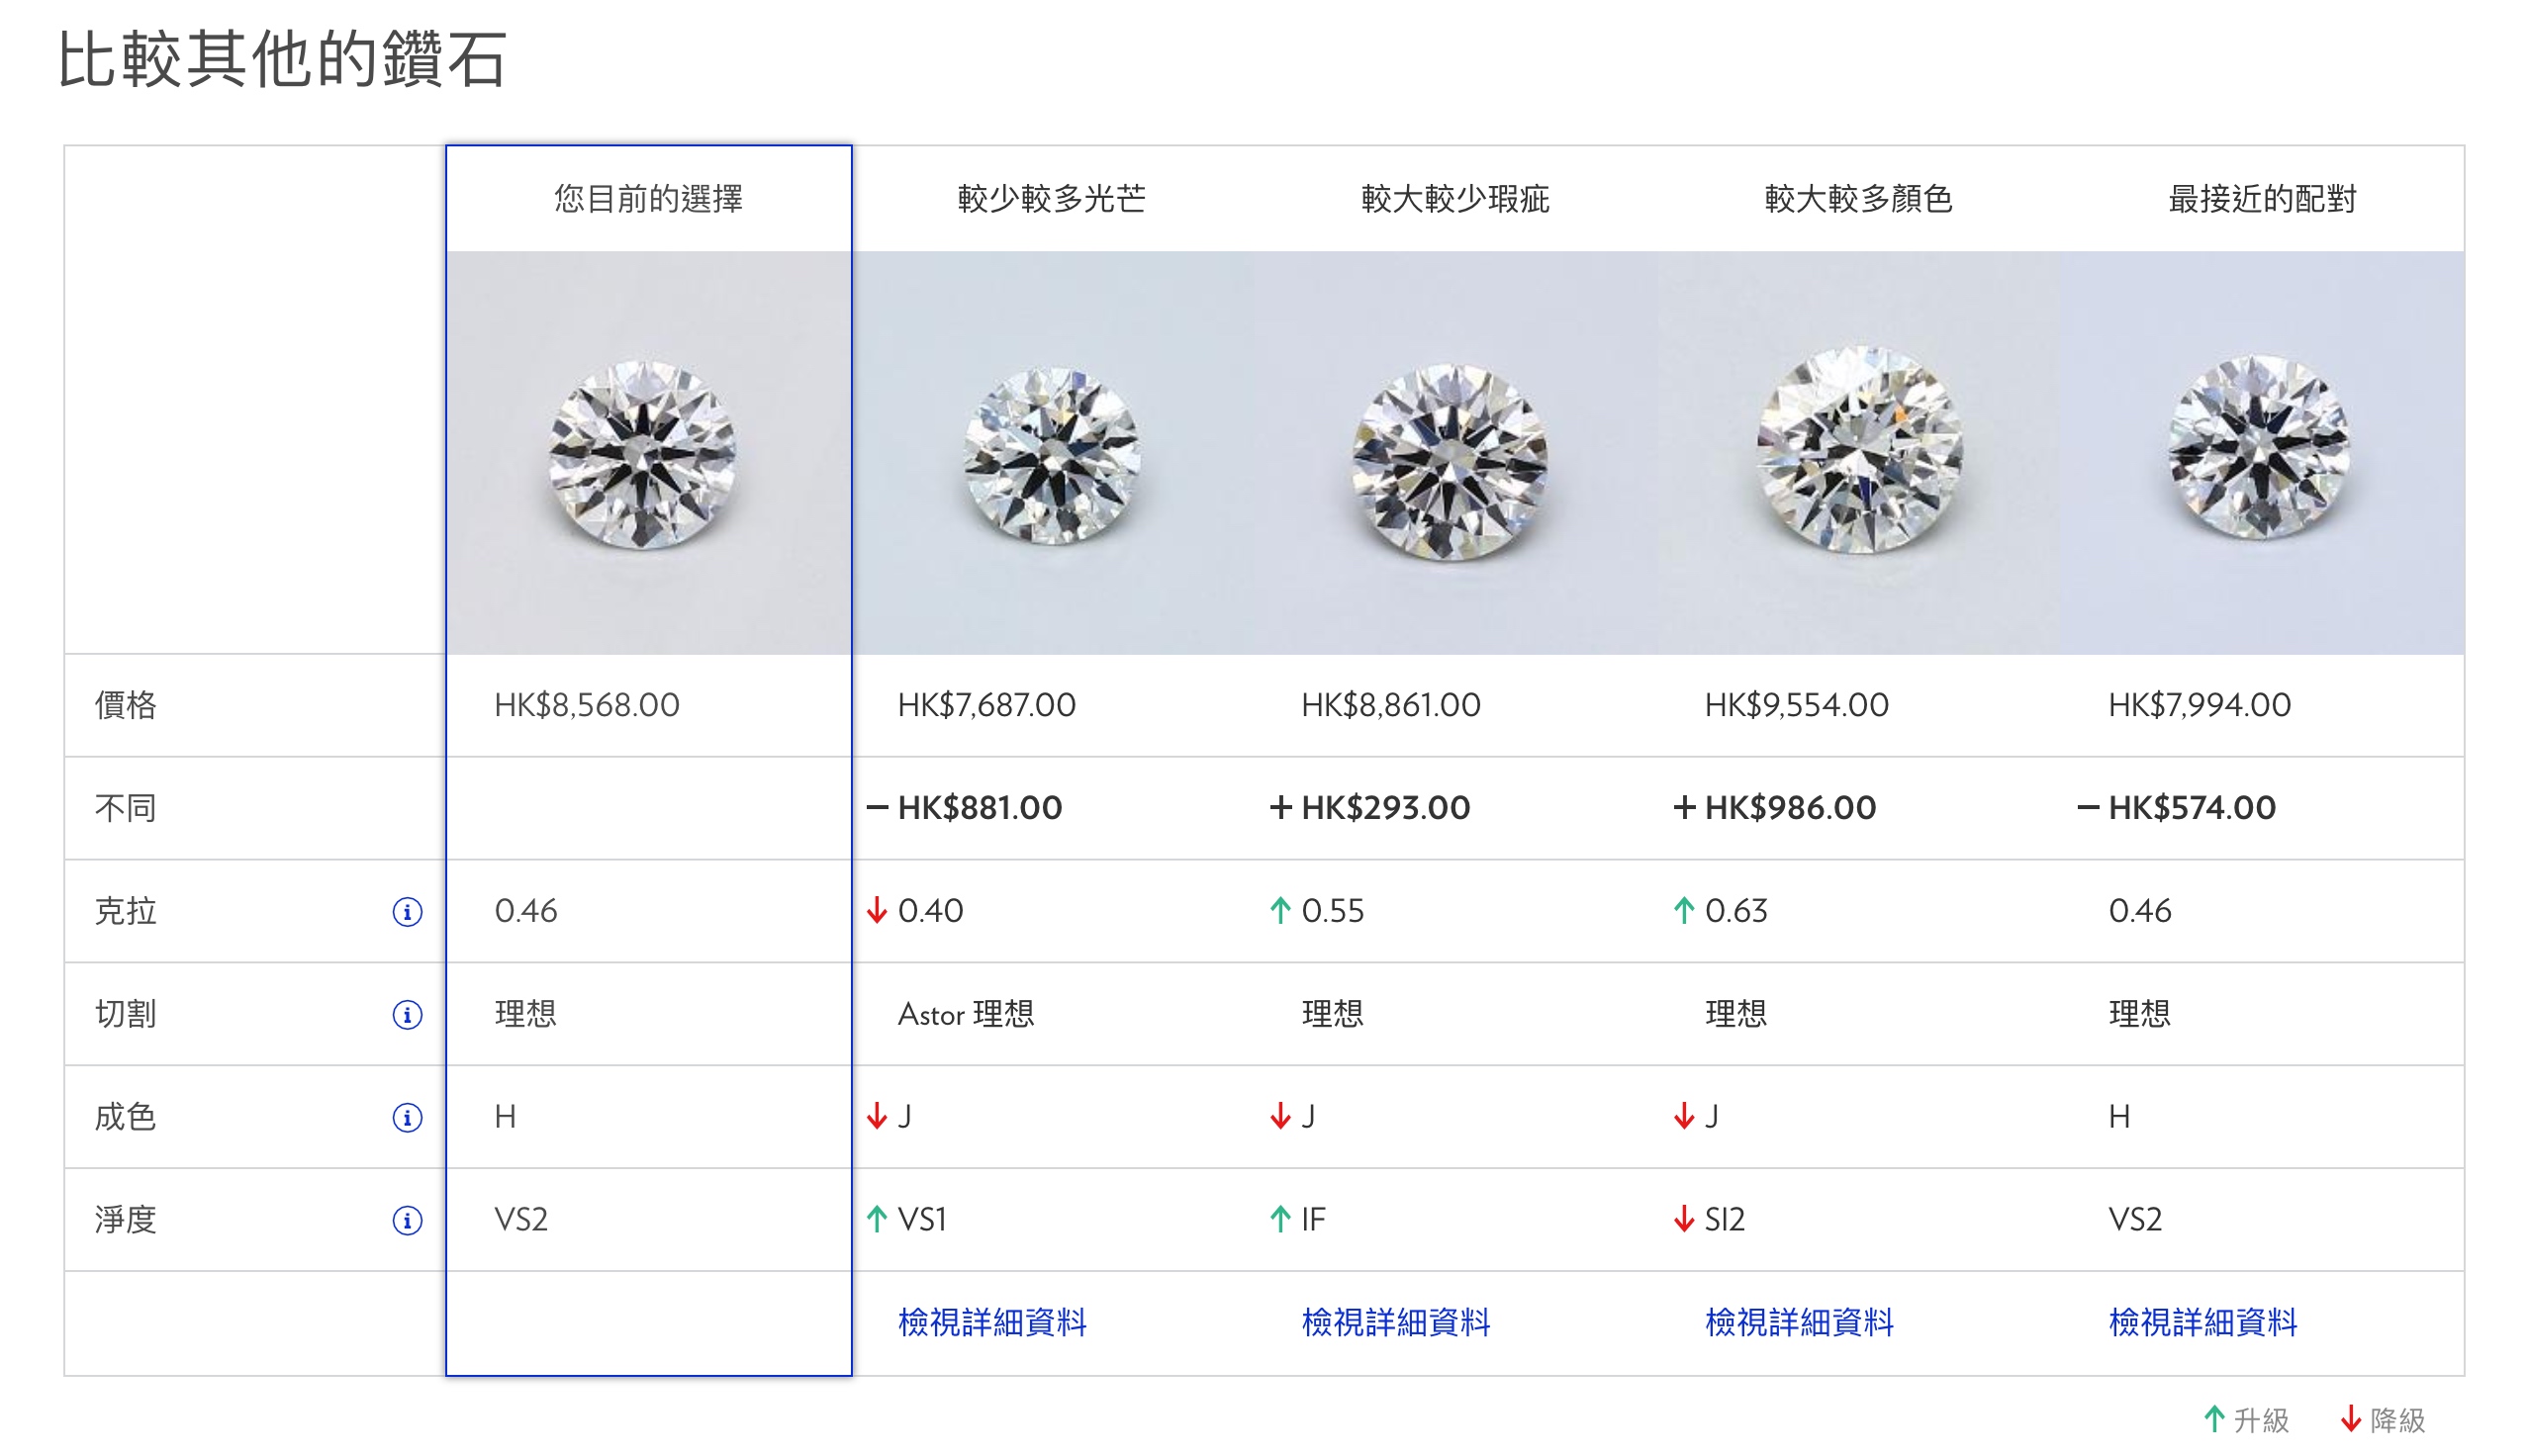 比較其他的鑽石
您目前的選擇 較少較多光芒 較大較少瑕疵 較大較多顏色 最接近的配對
價格 HK$8,568.00 HK$7,687.00 HK$8,861.00 HK$9,554.00 HK$7,994.00
不同 − HK$881.00 + HK$293.00 + HK$986.00 − HK$574.00
克拉 i 0.46 ↓ 0.40 ↑ 0.55 ↑ 0.63 0.46
切割 i 理想 Astor 理想 理想 理想 理想
成色 i H ↓ J ↓ J ↓ J H
淨度 i VS2 ↑ VS1 ↑ IF ↓ SI2 VS2
檢視詳細資料 檢視詳細資料 檢視詳細資料 檢視詳細資料
↑ 升級 ↓ 降級